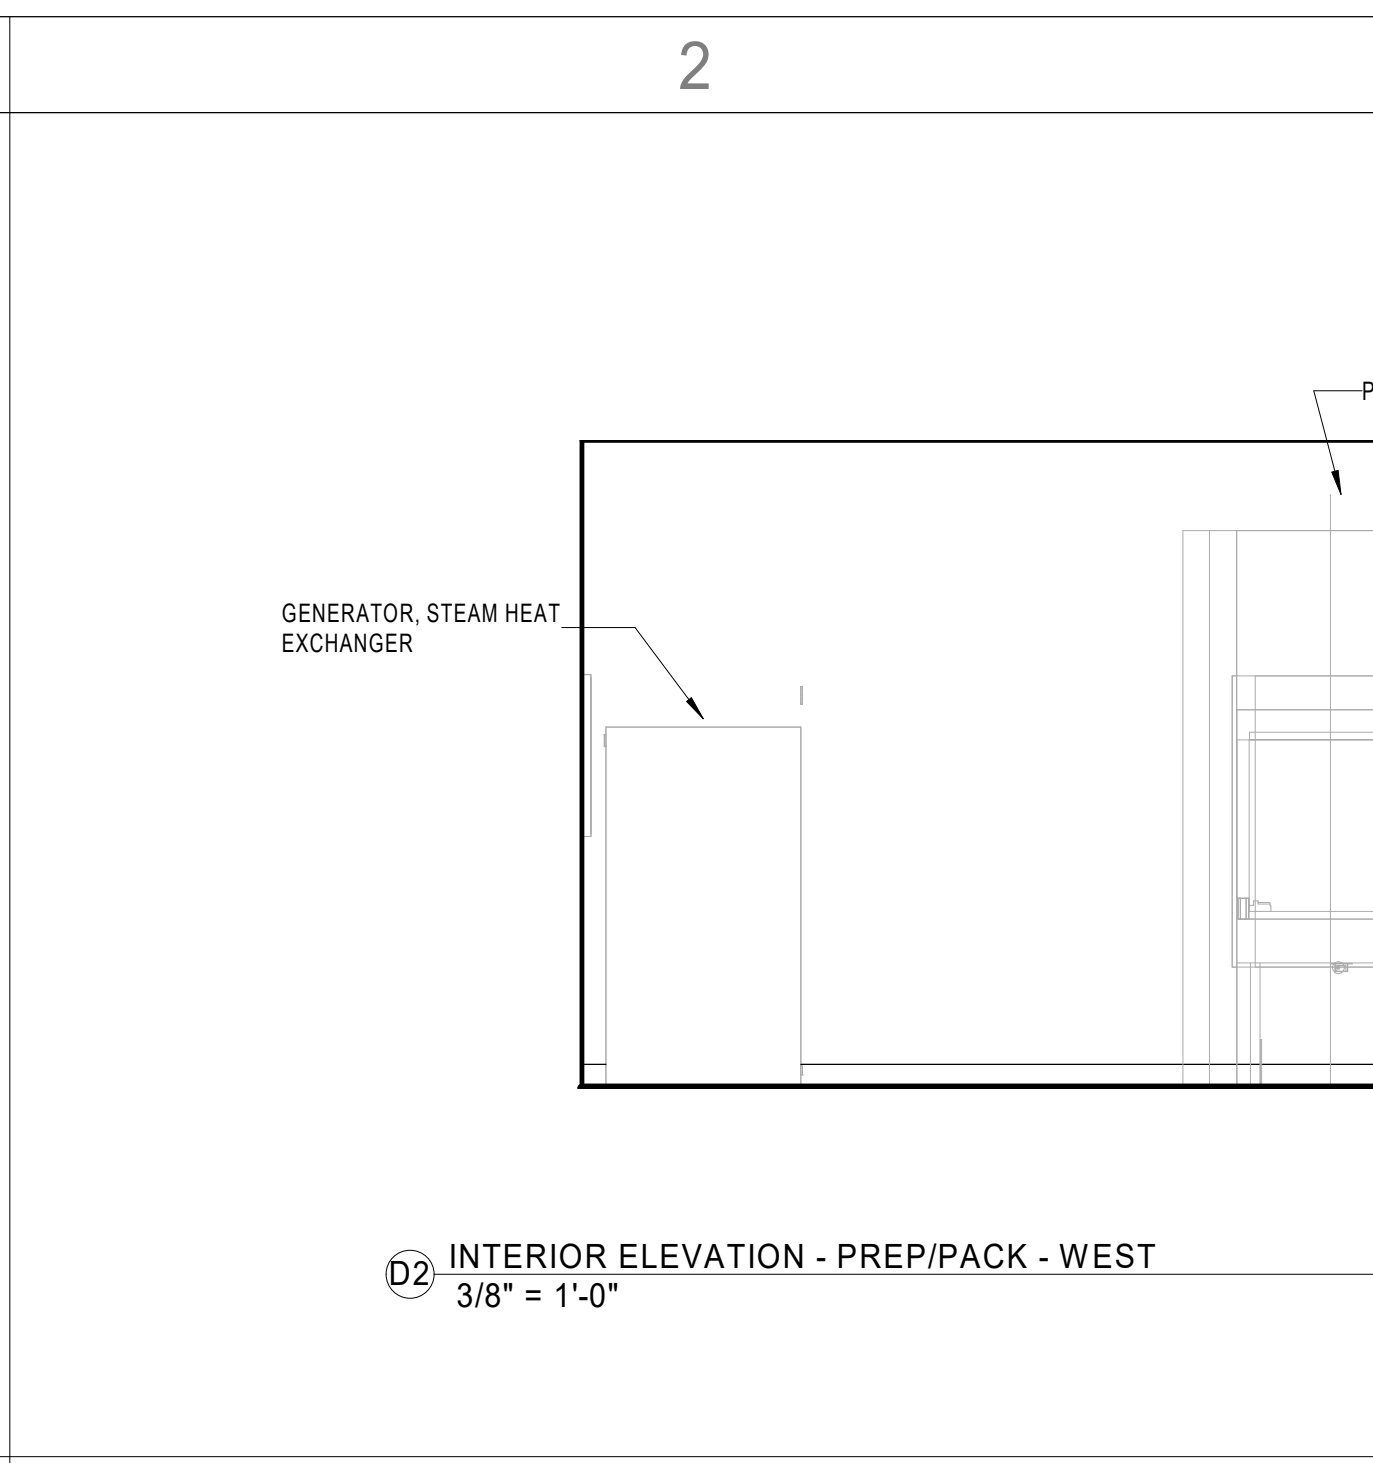 2
P
GENERATOR, STEAM HEAT
EXCHANGER
D2
INTERIOR ELEVATION - PREP/PACK - WEST
3/8" = 1'-0"